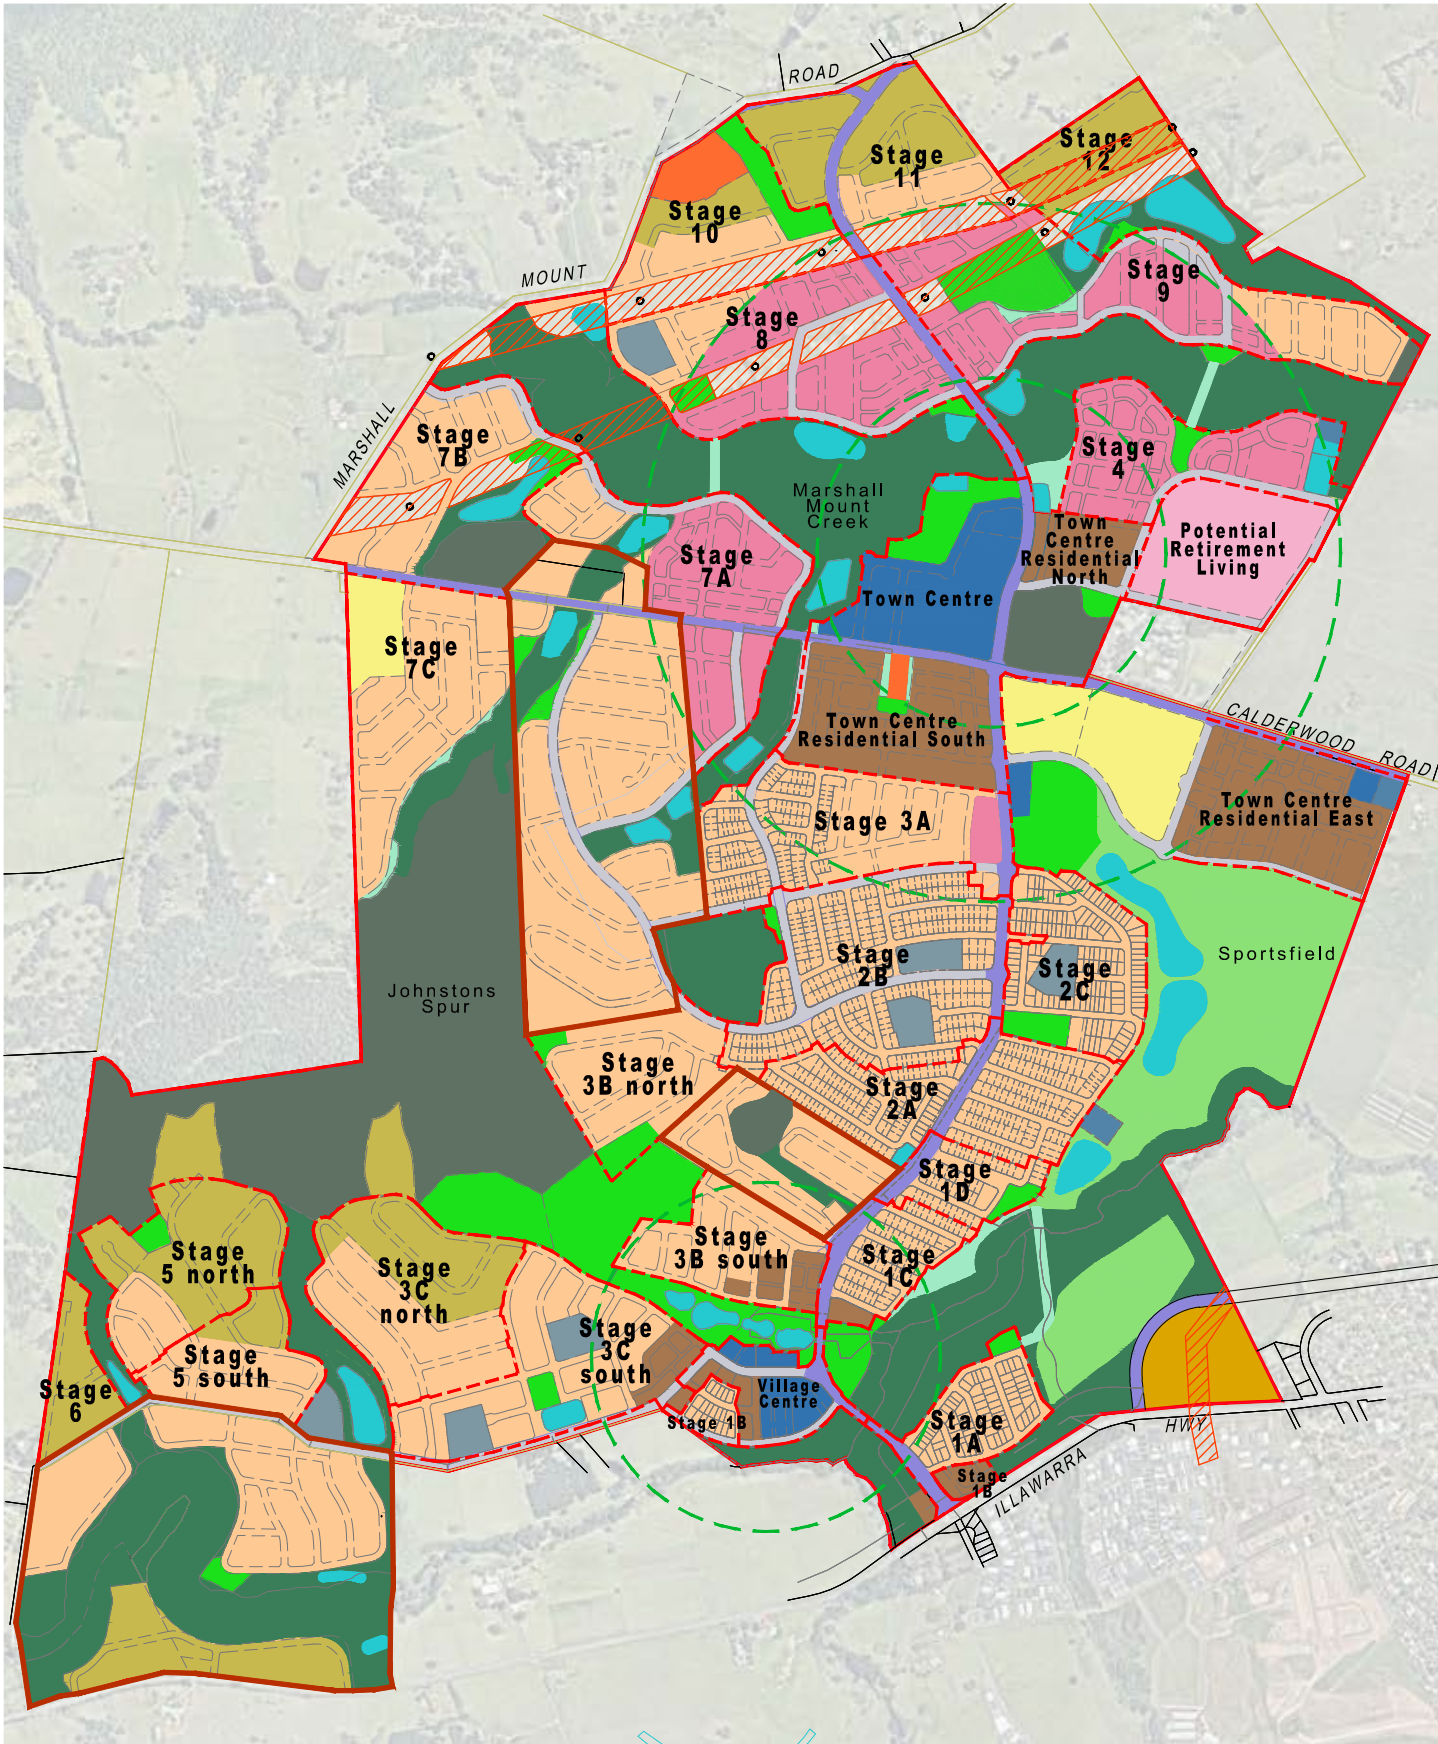 ROAD
Stage
12
Stage
11
Stage
10
MOUNT
Stage
9
Stage
8
MARSHALL
Stage
7B
Stage
4
Marshall
Mount
Creek
Town
Centre
Residential
North
Potential
Retirement
Living
Stage
7A
Town Centre
Stage
7C
CALDERWOOD
ROAD
Town Centre
Residential South
Town Centre
Residential East
Stage 3A
Stage
2B
Stage
2C
Sportsfield
Johnstons
Spur
Stage
3B north
Stage
2A
Stage
1D
Stage
3B south
Stage
1C
Stage
5 north
Stage
3C
north
Stage
3C
south
Stage
5 south
Stage
6
Village
Centre
Stage 1B
Stage
1A
HWY
Stage
1B
ILLAWARRA